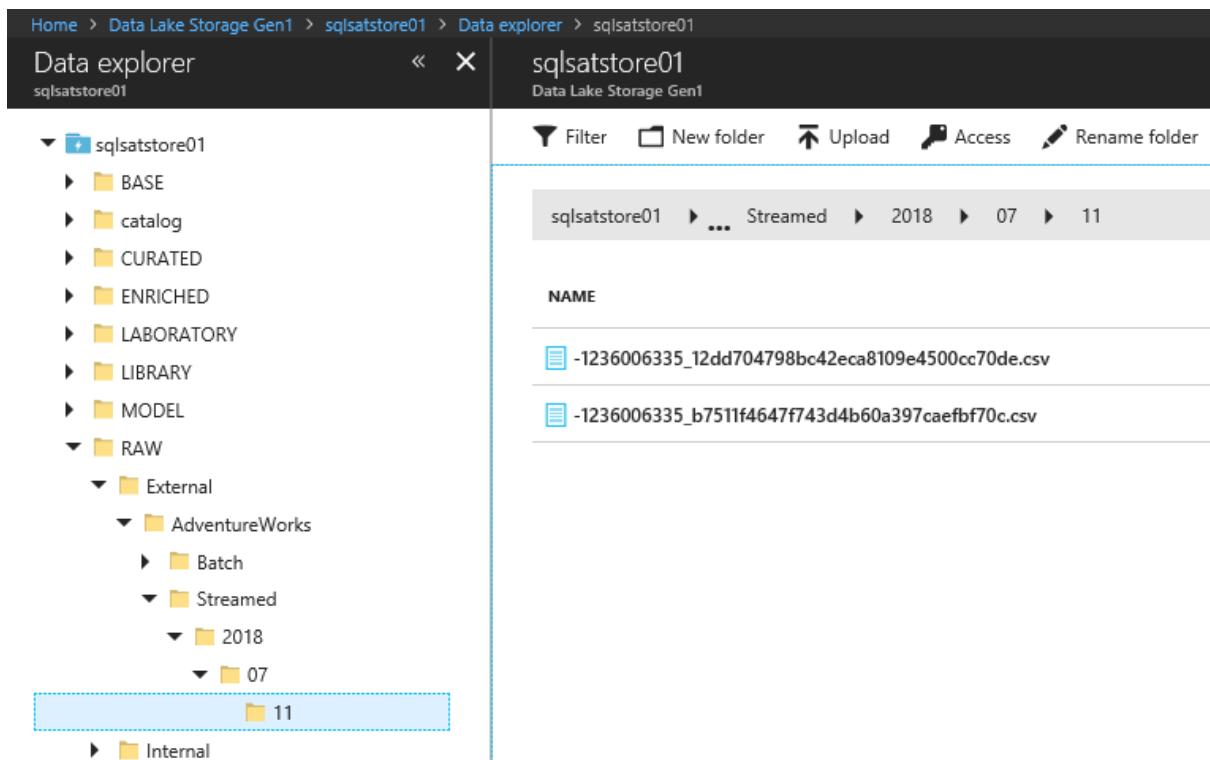 Home > Data Lake Storage Gen1 > sqlsatstore01 > Data explorer > sqlsatstore01
Data explorer
sqlsatstore01
sqlsatstore01
BASE
catalog
CURATED
ENRICHED
LABORATORY
LIBRARY
MODEL
RAW
External
AdventureWorks
Batch
Streamed
2018
07
11
Internal
sqlsatstore01
Data Lake Storage Gen1
Filter New folder Upload Access Rename folder
sqlsatstore01 ... Streamed 2018 07 11
NAME
-1236006335_12dd704798bc42eca8109e4500cc70de.csv
-1236006335_b7511f4647f743d4b60a397caefbf70c.csv